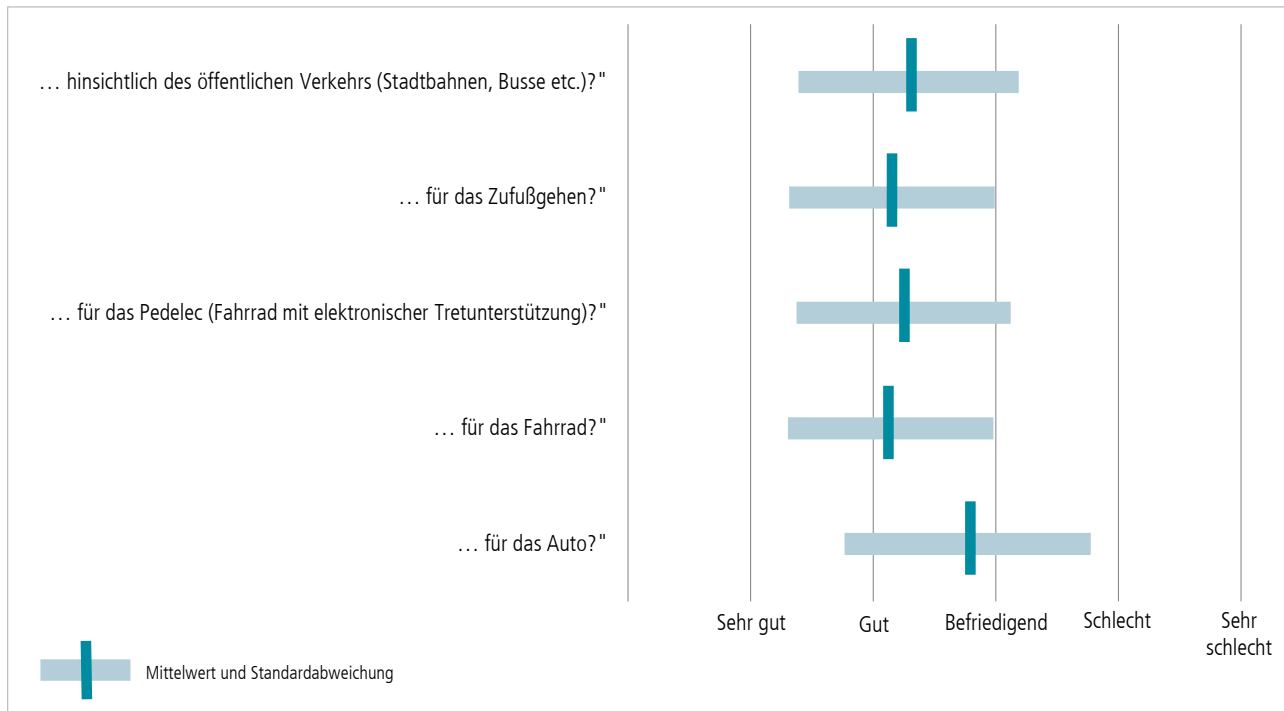 … hinsichtlich des öffentlichen Verkehrs (Stadtbahnen, Busse etc.)?"
… für das Zufußgehen?"
… für das Pedelec (Fahrrad mit elektronischer Tretunterstützung)?"
… für das Fahrrad?"
… für das Auto?"
Sehr gut
Gut
Befriedigend
Schlecht
Sehr
schlecht
Mittelwert und Standardabweichung